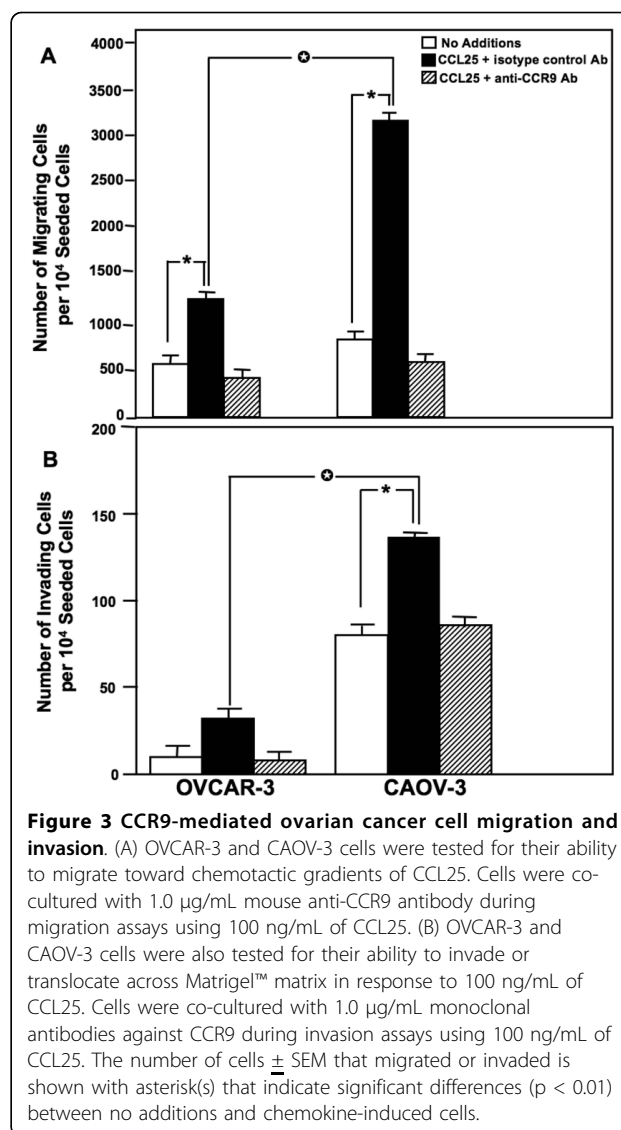 A
No Additions
CCL25 + isotype control Ab
CCL25 + anti-CCR9 Ab
Number of Migrating Cells
per 10⁴ Seeded Cells
4000
3500
3000
2500
2000
1500
1000
500
0
*
✪
*
B
Number of Invading Cells
per 10⁴ Seeded Cells
200
150
100
50
0
✪
*
OVCAR-3 CAOV-3
Figure 3 CCR9-mediated ovarian cancer cell migration and
invasion. (A) OVCAR-3 and CAOV-3 cells were tested for their ability
to migrate toward chemotactic gradients of CCL25. Cells were co-
cultured with 1.0 μg/mL mouse anti-CCR9 antibody during
migration assays using 100 ng/mL of CCL25. (B) OVCAR-3 and
CAOV-3 cells were also tested for their ability to invade or
translocate across Matrigel™ matrix in response to 100 ng/mL of
CCL25. Cells were co-cultured with 1.0 μg/mL monoclonal
antibodies against CCR9 during invasion assays using 100 ng/mL of
CCL25. The number of cells ± SEM that migrated or invaded is
shown with asterisk(s) that indicate significant differences (p < 0.01)
between no additions and chemokine-induced cells.